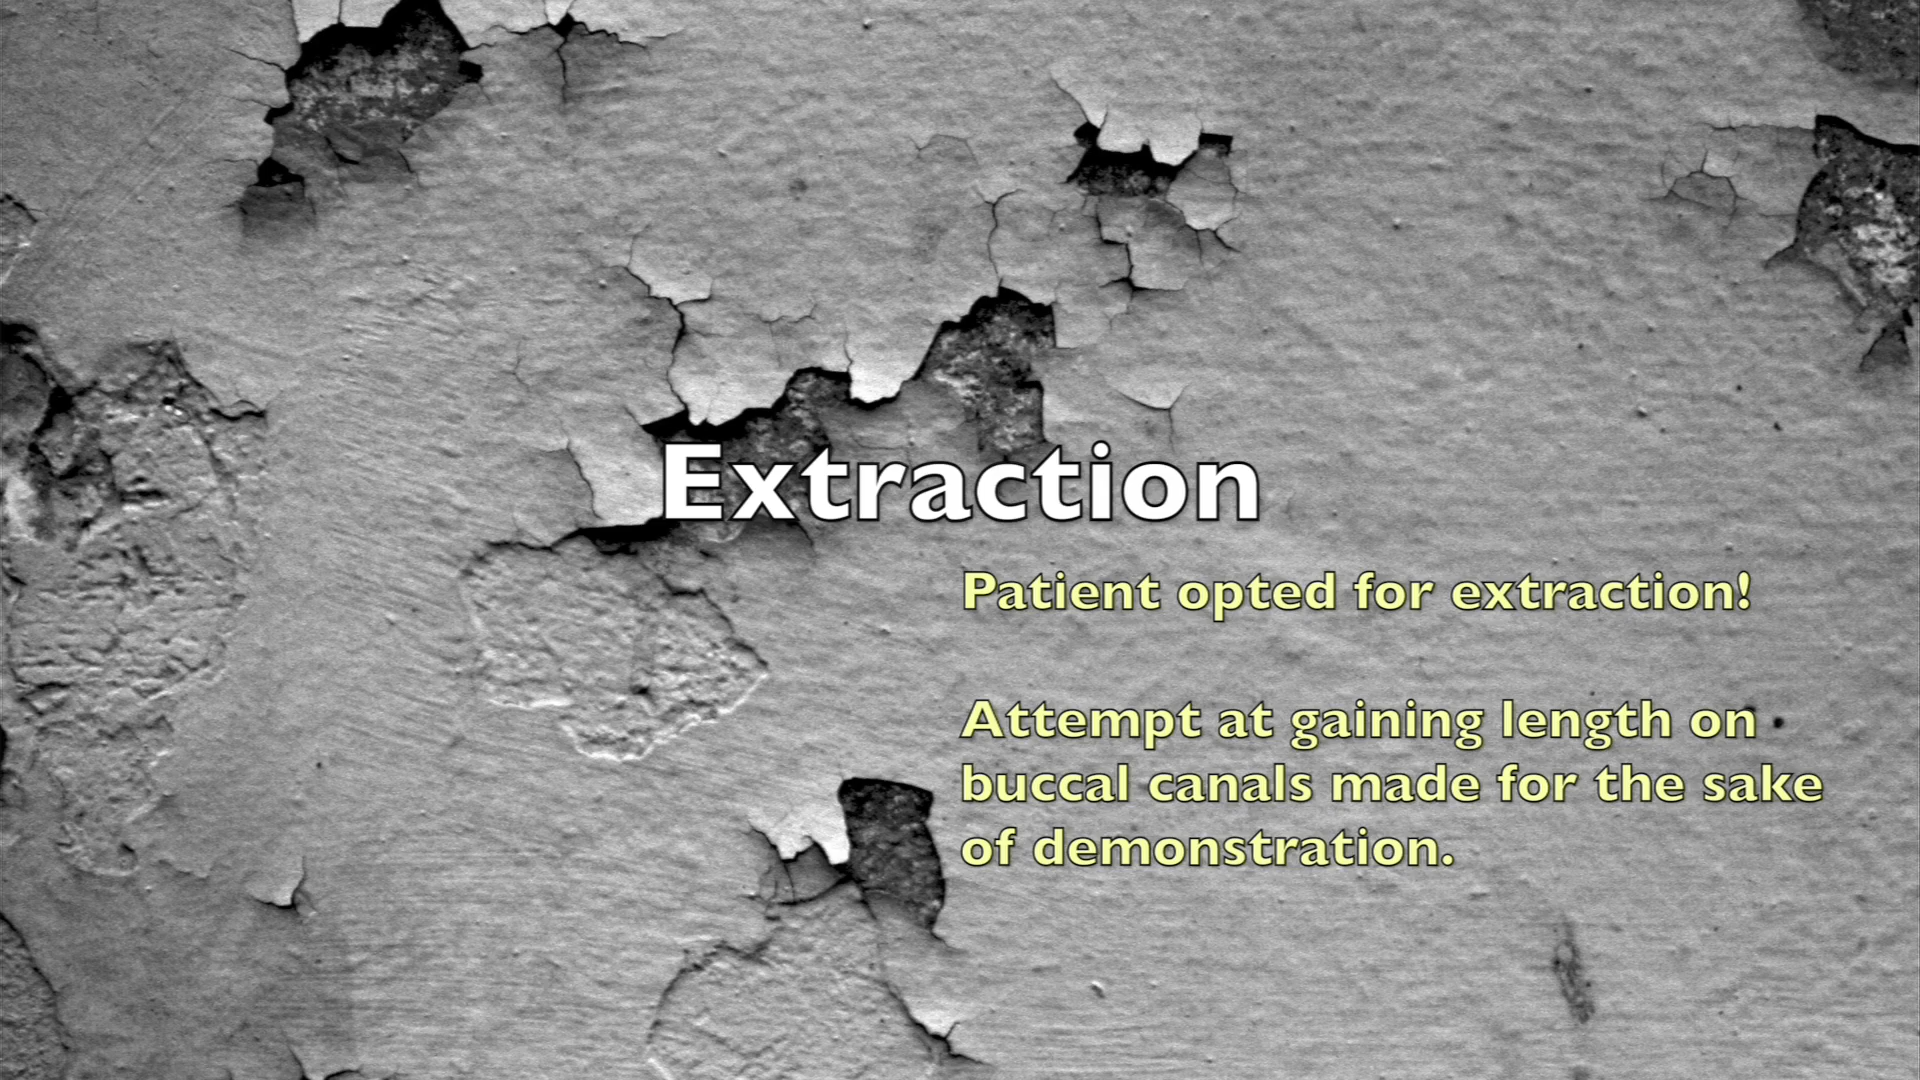 Extraction
Patient opted for extraction!
Attempt at gaining length on
buccal canals made for the sake
of demonstration.